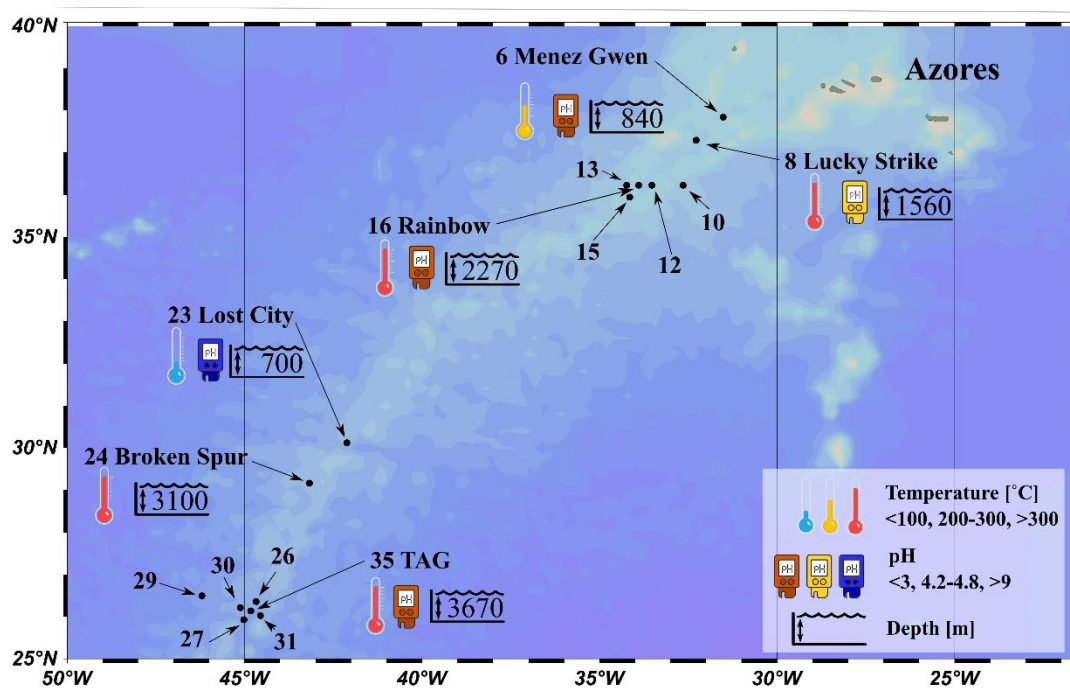 40°N
6 Menez Gwen
Azores
pH
840
8 Lucky Strike
13
pH
1560
16 Rainbow
10
35°N
15
12
pH
2270
23 Lost City
pH
700
30°N
24 Broken Spur
3100
Temperature [˚C]
<100, 200-300, >300
pH
pH
pH
pH
<3, 4.2-4.8, >9
Depth [m]
30
26
35 TAG
29
pH
3670
27
31
25°N
50°W
45°W
40°W
35°W
30°W
25°W